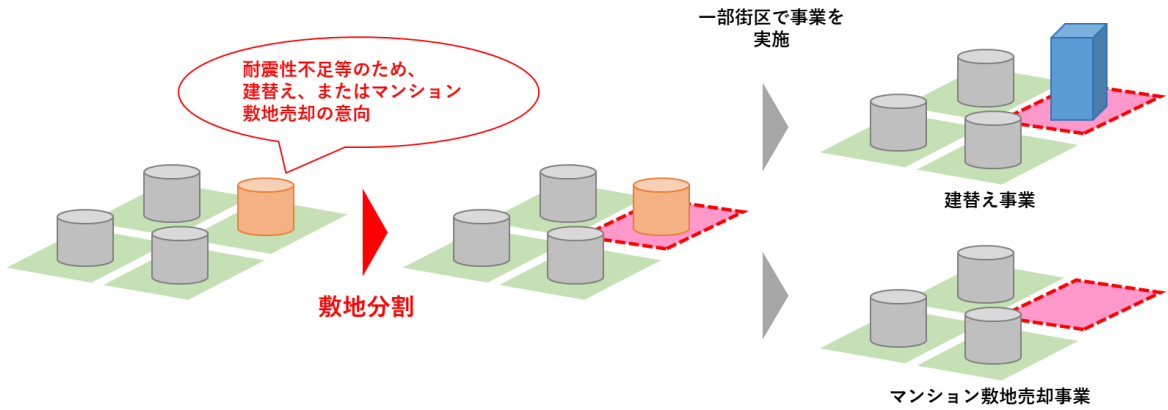 一部街区で事業を
実施
耐震性不足等のため、
建替え、またはマンション
敷地売却の意向
敷地分割
建替え事業
マンション敷地売却事業